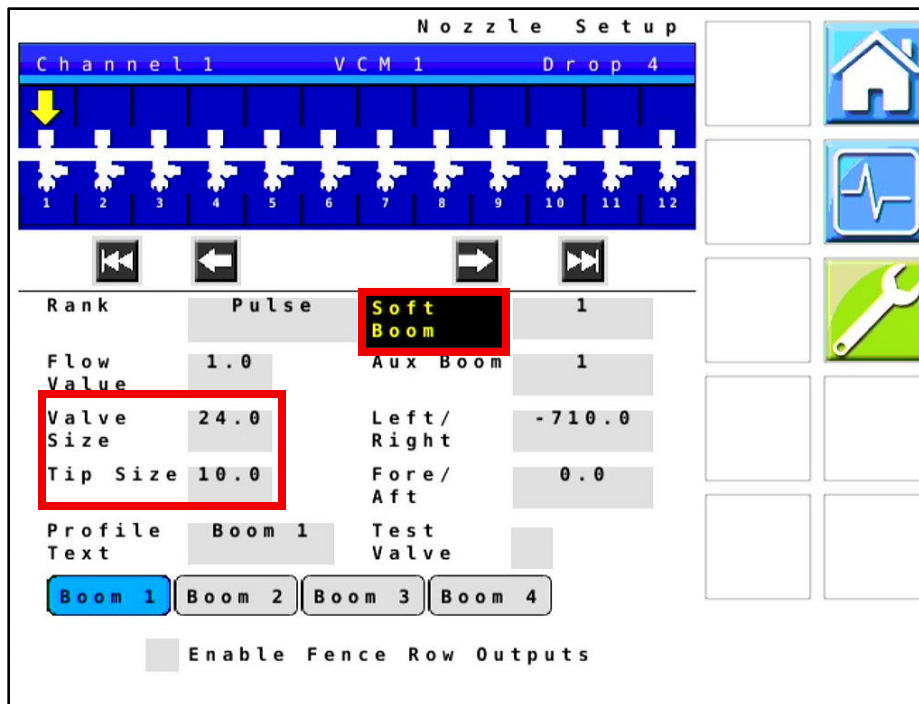 Nozzle Setup
Channel 1 VCM 1 Drop 4
1 2 3 4 5 6 7 8 9 10 11 12
Rank Pulse Soft Boom 1
Flow Value 1.0 Aux Boom 1
Valve Size 24.0 Left/ Right -710.0
Tip Size 10.0 Fore/ Aft 0.0
Profile Text Boom 1 Test Valve
Boom 1 Boom 2 Boom 3 Boom 4
Enable Fence Row Outputs